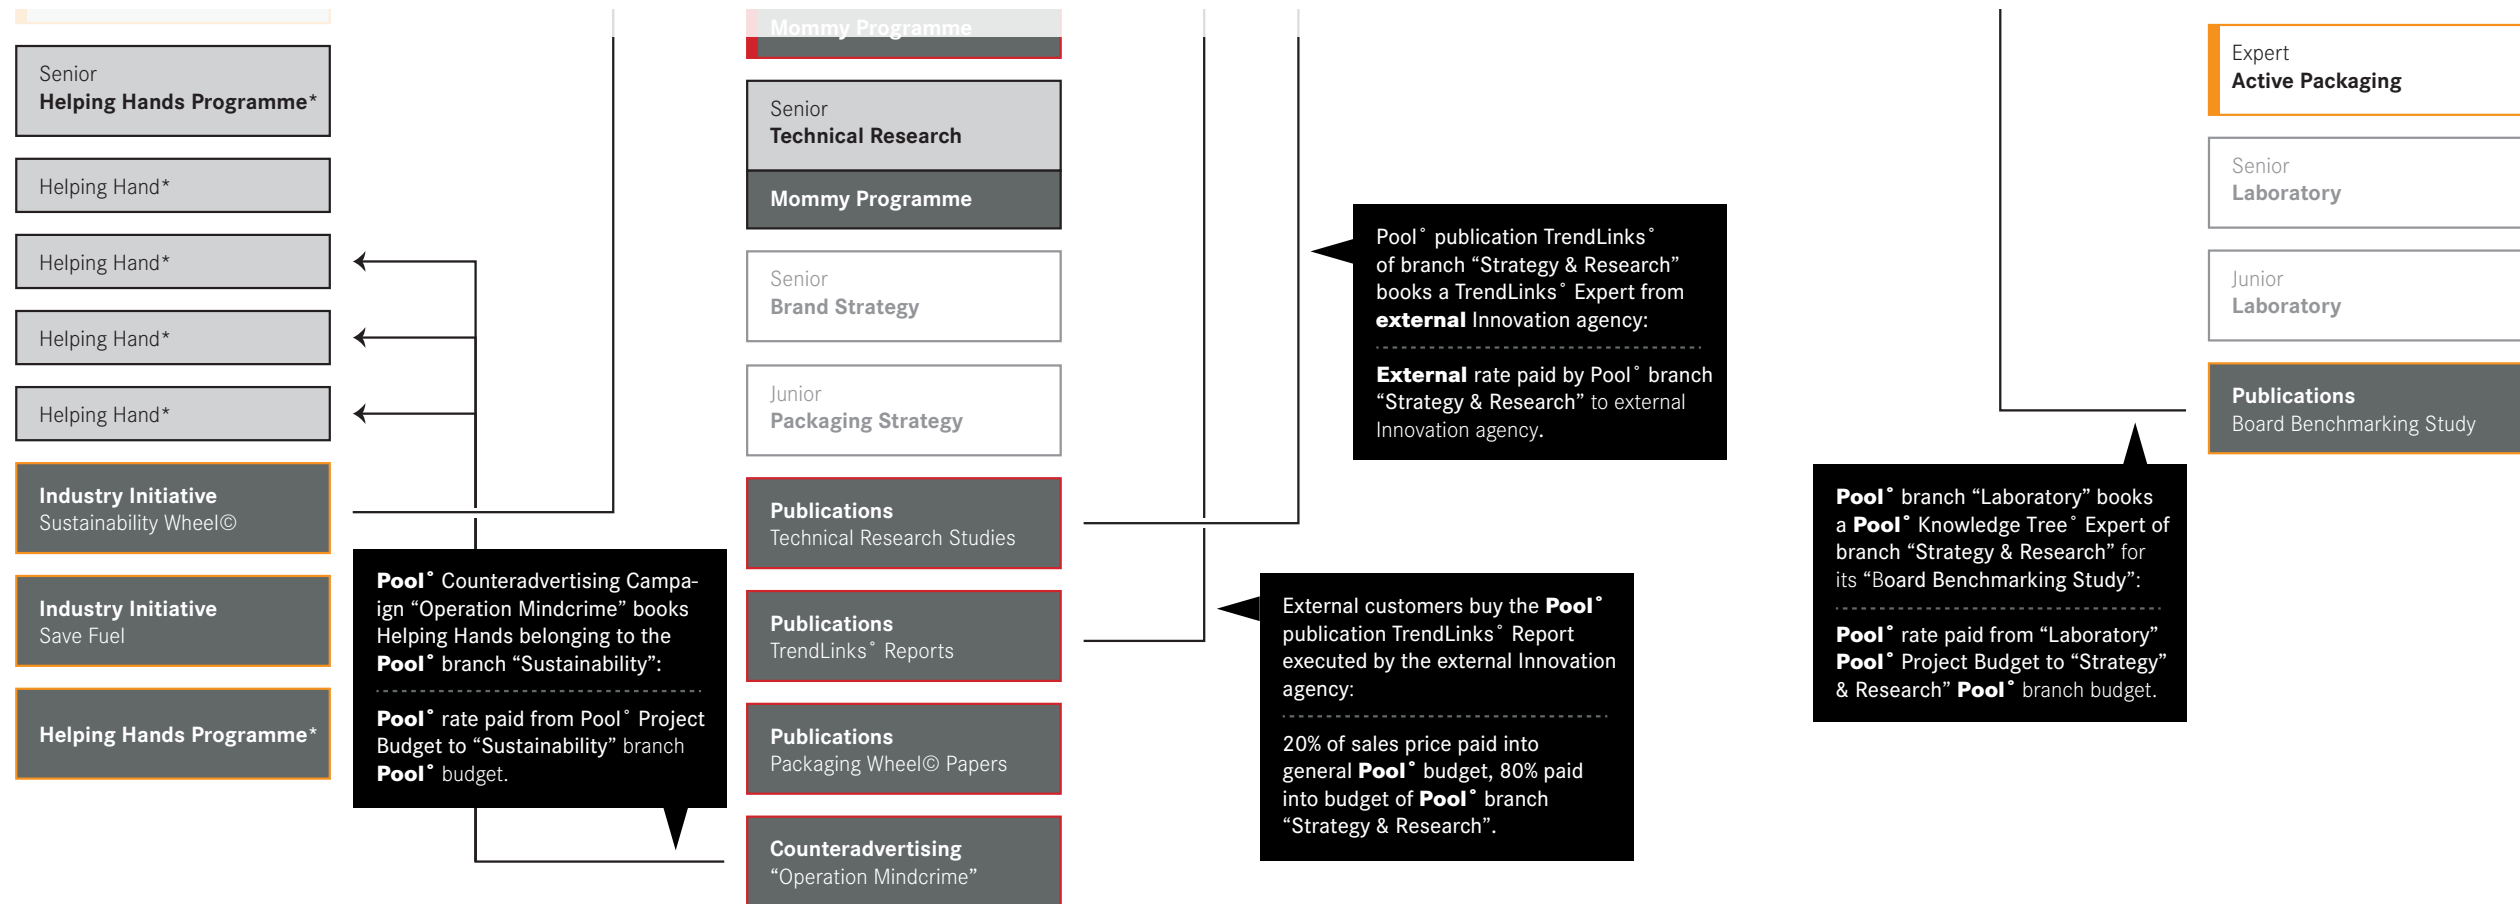 Senior
Helping Hands Programme*
Helping Hand*
Helping Hand*
Helping Hand*
Helping Hand*
Industry Initiative
Sustainability Wheel©
Industry Initiative
Save Fuel
Helping Hands Programme*
Pool° Counteradvertising Campa-
ign “Operation Mindcrime” books
Helping Hands belonging to the
Pool° branch “Sustainability”:
Pool° rate paid from Pool° Project
Budget to “Sustainability” branch
Pool° budget.
Mommy Programme
Senior
Technical Research
Mommy Programme
Senior
Brand Strategy
Junior
Packaging Strategy
Publications
Technical Research Studies
Publications
TrendLinks° Reports
Publications
Packaging Wheel© Papers
Counteradvertising
“Operation Mindcrime”
Pool° publication TrendLinks°
of branch “Strategy & Research”
books a TrendLinks° Expert from
external Innovation agency:
External rate paid by Pool° branch
“Strategy & Research” to external
Innovation agency.
External customers buy the Pool°
publication TrendLinks° Report
executed by the external Innovation
agency:
20% of sales price paid into
general Pool° budget, 80% paid
into budget of Pool° branch
“Strategy & Research”.
Pool° branch “Laboratory” books
a Pool° Knowledge Tree° Expert of
branch “Strategy & Research” for
its “Board Benchmarking Study”:
Pool° rate paid from “Laboratory”
Pool° Project Budget to “Strategy”
& Research” Pool° branch budget.
Expert
Active Packaging
Senior
Laboratory
Junior
Laboratory
Publications
Board Benchmarking Study